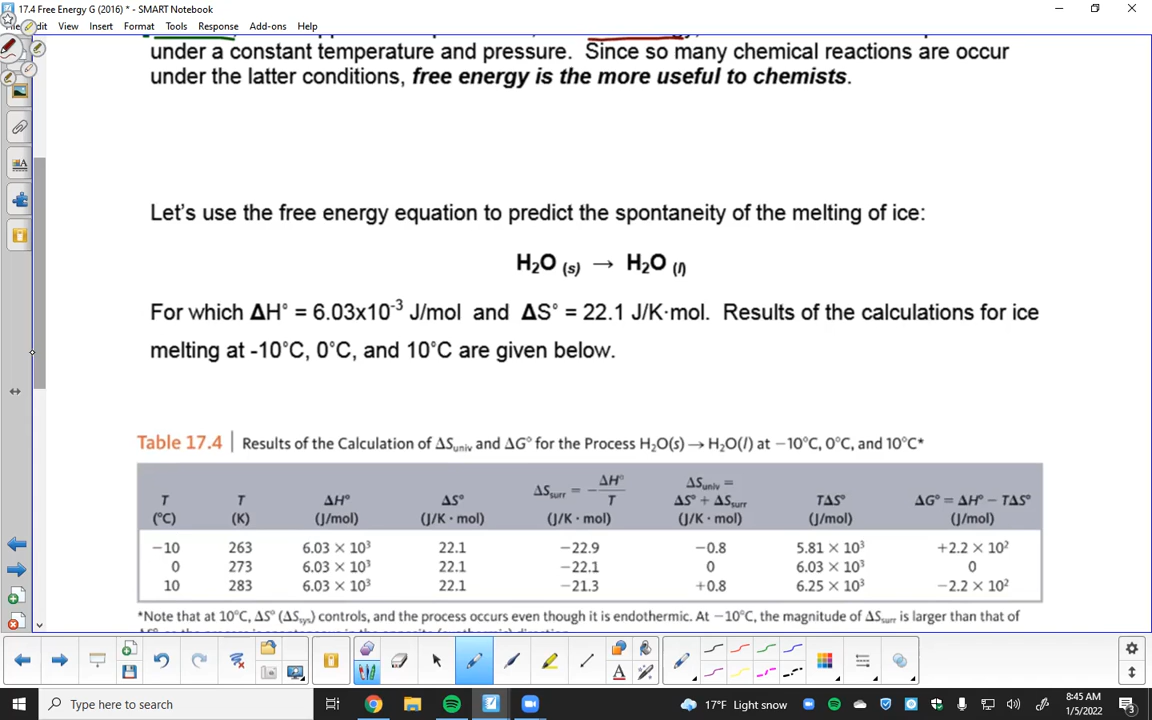 17.4 Free Energy G (2016) * - SMART Notebook
Edit View Insert Format Tools Response Add-ons Help
under a constant temperature and pressure. Since so many chemical reactions are occur
under the latter conditions, free energy is the more useful to chemists.
Let's use the free energy equation to predict the spontaneity of the melting of ice:
H₂O (s) → H₂O (l)
For which ΔH° = 6.03x10⁻³ J/mol and ΔS° = 22.1 J/K·mol. Results of the calculations for ice
melting at -10°C, 0°C, and 10°C are given below.
Table 17.4 | Results of the Calculation of ΔSuniv and ΔG° for the Process H₂O(s) → H₂O(l) at −10°C, 0°C, and 10°C*
T (°C) T (K) ΔH° (J/mol) ΔS° (J/K · mol) ΔSsurr = −ΔH°/T (J/K · mol) ΔSuniv = ΔS° + ΔSsurr (J/K · mol) TΔS° (J/mol) ΔG° = ΔH° − TΔS° (J/mol)
−10 263 6.03 × 10³ 22.1 −22.9 −0.8 5.81 × 10³ +2.2 × 10²
0 273 6.03 × 10³ 22.1 −22.1 0 6.03 × 10³ 0
10 283 6.03 × 10³ 22.1 −21.3 +0.8 6.25 × 10³ −2.2 × 10²
*Note that at 10°C, ΔS° (ΔSsys) controls, and the process occurs even though it is endothermic. At −10°C, the magnitude of ΔSsurr is larger than that of
Type here to search
17°F Light snow
8:45 AM
1/5/2022
3